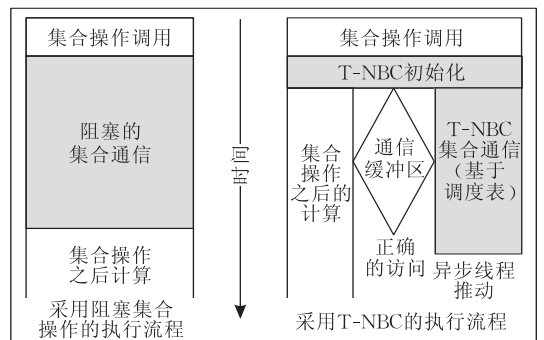 集合操作调用
阻塞的
集合通信
集合操作
之后计算
采用阻塞集合
操作的执行流程
时间
集合操作调用
T-NBC初始化
集合
操作
之后的
计算
通信
缓冲区
正确
的访问
T-NBC
集合通信
(基于
调度表)
异步线程
推动
采用T-NBC的执行流程